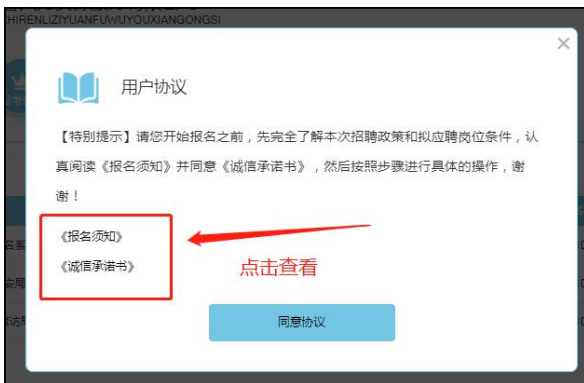 HIRENLIZIYUANFUWUYOUXIANGONGSI
用户协议
【特别提示】请您开始报名之前，先完全了解本次招聘政策和拟应聘岗位条件，认
真阅读《报名须知》并同意《诚信承诺书》，然后按照步骤进行具体的操作，谢
谢！
《报名须知》
《诚信承诺书》
点击查看
同意协议